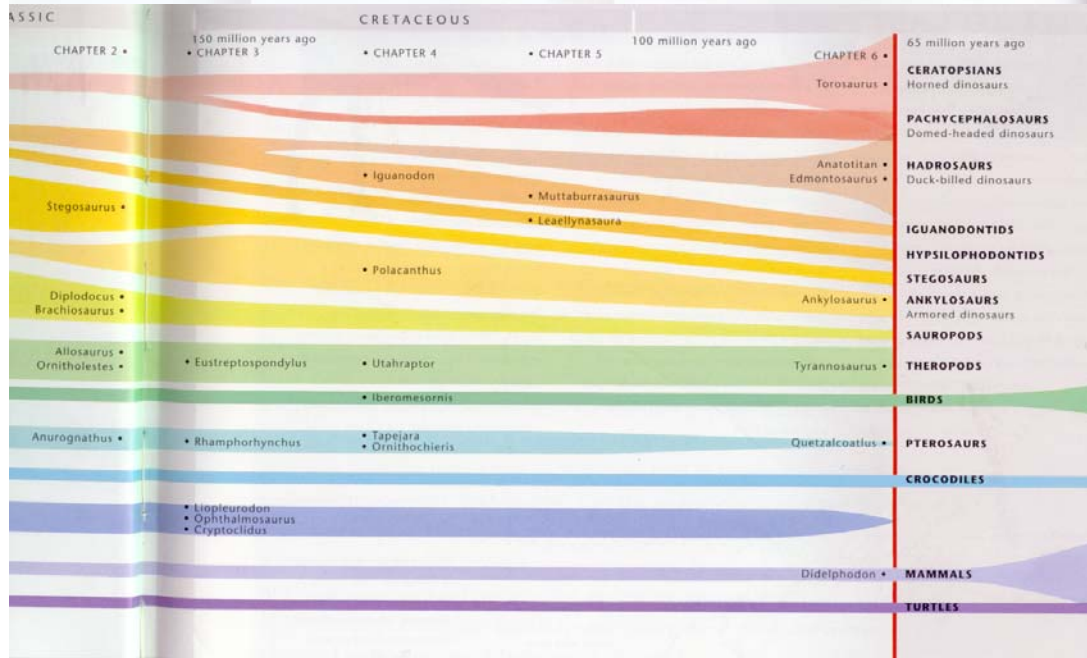 ASSIC
CRETACEOUS
150 million years ago
100 million years ago
65 million years ago
CHAPTER 2 •
• CHAPTER 3
• CHAPTER 4
• CHAPTER 5
CHAPTER 6 •
CERATOPSIANS
Torosaurus •
Horned dinosaurs
PACHYCEPHALOSAURS
Domed-headed dinosaurs
Anatotitan •
HADROSAURS
• Iguanodon
Edmontosaurus •
Duck-billed dinosaurs
• Muttaburrasaurus
Stegosaurus •
• Leaellynasaura
IGUANODONTIDS
HYPSILOPHODONTIDS
• Polacanthus
STEGOSAURS
Diplodocus •
Ankylosaurus •
ANKYLOSAURS
Brachiosaurus •
Armored dinosaurs
SAUROPODS
Allosaurus •
Ornitholestes •
• Eustreptospondylus
• Utahraptor
Tyrannosaurus •
THEROPODS
• Iberomesornis
BIRDS
Anurognathus •
• Rhamphorhynchus
• Tapejara
• Ornithochieris
Quetzalcoatlus •
PTEROSAURS
CROCODILES
• Liopleurodon
• Ophthalmosaurus
• Cryptoclidus
Didelphodon •
MAMMALS
TURTLES